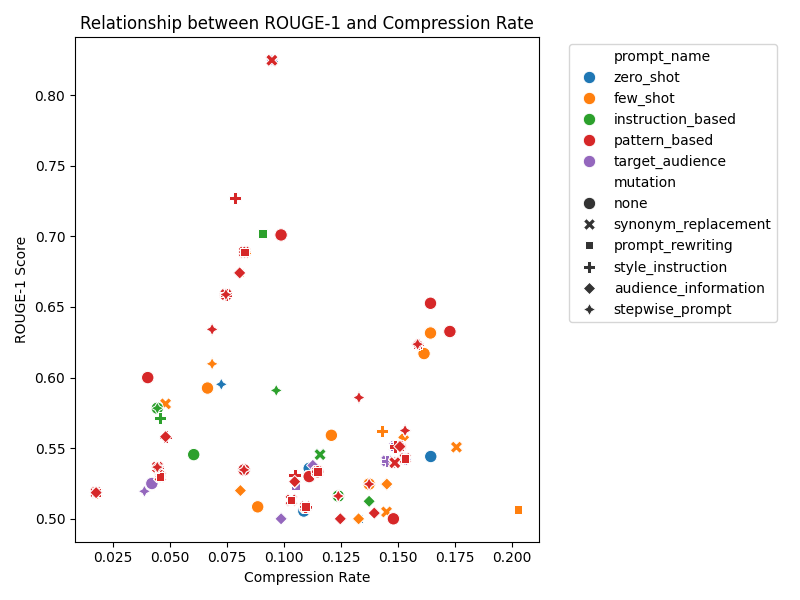 Relationship between ROUGE-1 and Compression Rate
ROUGE-1 Score
0.80
0.75
0.70
0.65
0.60
0.55
0.50
0.025
0.050
0.075
0.100
0.125
0.150
0.175
0.200
Compression Rate
prompt_name
zero_shot
few_shot
instruction_based
pattern_based
target_audience
mutation
none
synonym_replacement
prompt_rewriting
style_instruction
audience_information
stepwise_prompt